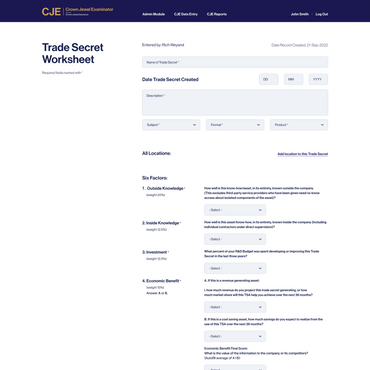 CJE Crown Jewel Examinator
Admin Module CJE Data Entry CJE Reports John Smith Log Out
Trade Secret
Worksheet
Required fields marked with *
Entered by: Rich Weyand
Date Record Created: 21-Sep-2022
Name of Trade Secret *
Date Trade Secret Created DD MM YYYY
Description *
Subject * Format * Product *
All Locations: Add location to this Trade Secret
Six Factors:
1. Outside Knowledge *
(weight 25%)
How well is this know-how/asset, in its entirety, known outside the company
(This excludes third-party service providers who have been given need-to-know
access about isolated components of the asset)?
- Select -
2. Inside Knowledge *
(weight 12.5%)
How well is this asset/know-how, in its entirety, known inside the company (including
individual contractors under direct supervision)?
- Select -
3. Investment *
(weight 12.5%)
What percent of your R&D Budget was spent developing or improving this Trade
Secret in the last three years?
- Select -
4. Economic Benefit *
(weight 10%)
Answer A or B.
A. If this is a revenue generating asset:
i. how much revenue do you project this trade secret generating, or how
much market share will this TSA help you achieve over the next 36 months?
- Select -
B. If this is a cost saving asset, how much savings do you expect to realize from the
use of this TSA over the next 36 months?
- Select -
Economic Benefit Final Score:
What is the value of the information to the company or its competitors?
(AutoFill average of A+B)
- Select -